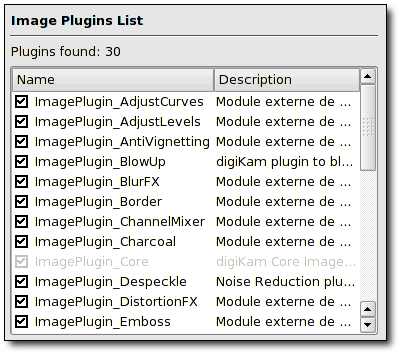 Image Plugins List
Plugins found: 30
Name Description
ImagePlugin_AdjustCurves Module externe de ...
ImagePlugin_AdjustLevels Module externe de ...
ImagePlugin_AntiVignetting Module externe de ...
ImagePlugin_BlowUp digiKam plugin to bl...
ImagePlugin_BlurFX Module externe de ...
ImagePlugin_Border Module externe de ...
ImagePlugin_ChannelMixer Module externe de ...
ImagePlugin_Charcoal Module externe de ...
ImagePlugin_Core digiKam Core Image...
ImagePlugin_Despeckle Noise Reduction plu...
ImagePlugin_DistortionFX Module externe de ...
ImagePlugin_Emboss Module externe de ...